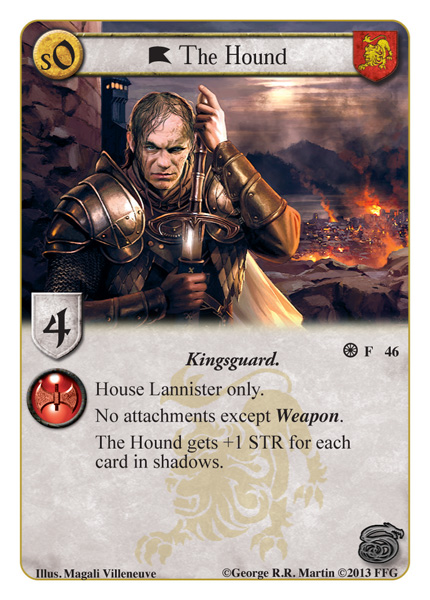 s0
The Hound
4
F 46
Kingsguard.
House Lannister only.
No attachments except Weapon.
The Hound gets +1 STR for each
card in shadows.
Illus. Magali Villeneuve ©George R.R. Martin ©2013 FFG